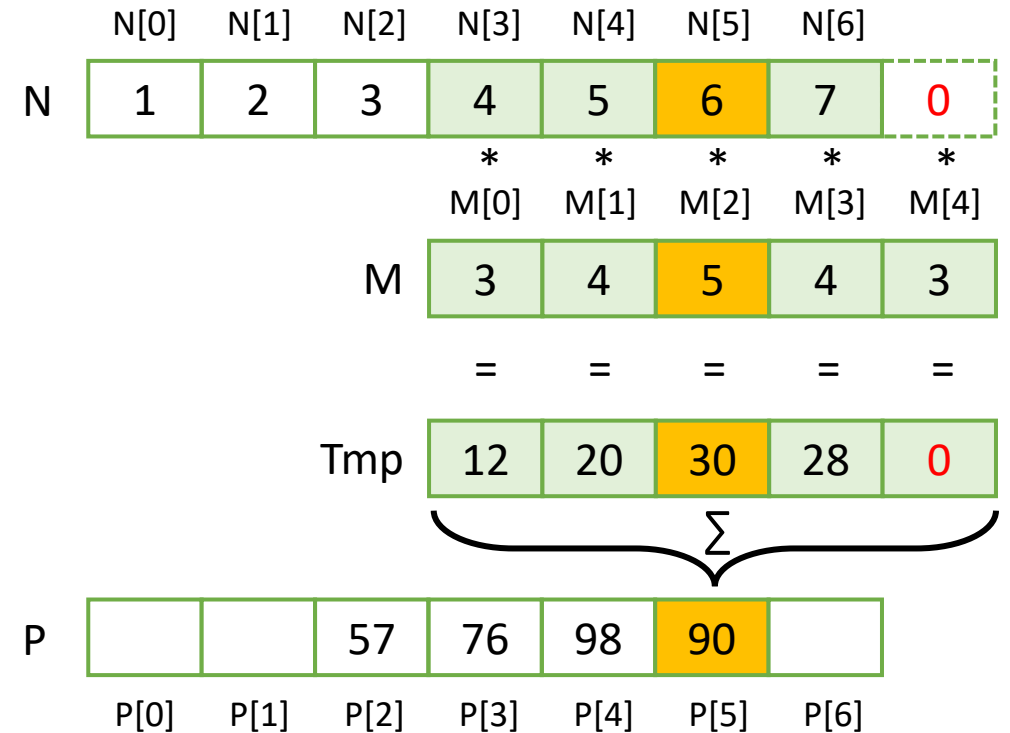 N[0] N[1] N[2] N[3] N[4] N[5] N[6]
N 1 2 3 4 5 6 7 0
* * * * *
M[0] M[1] M[2] M[3] M[4]
M 3 4 5 4 3
= = = = =
Tmp 12 20 30 28 0
Σ
P 57 76 98 90
P[0] P[1] P[2] P[3] P[4] P[5] P[6]